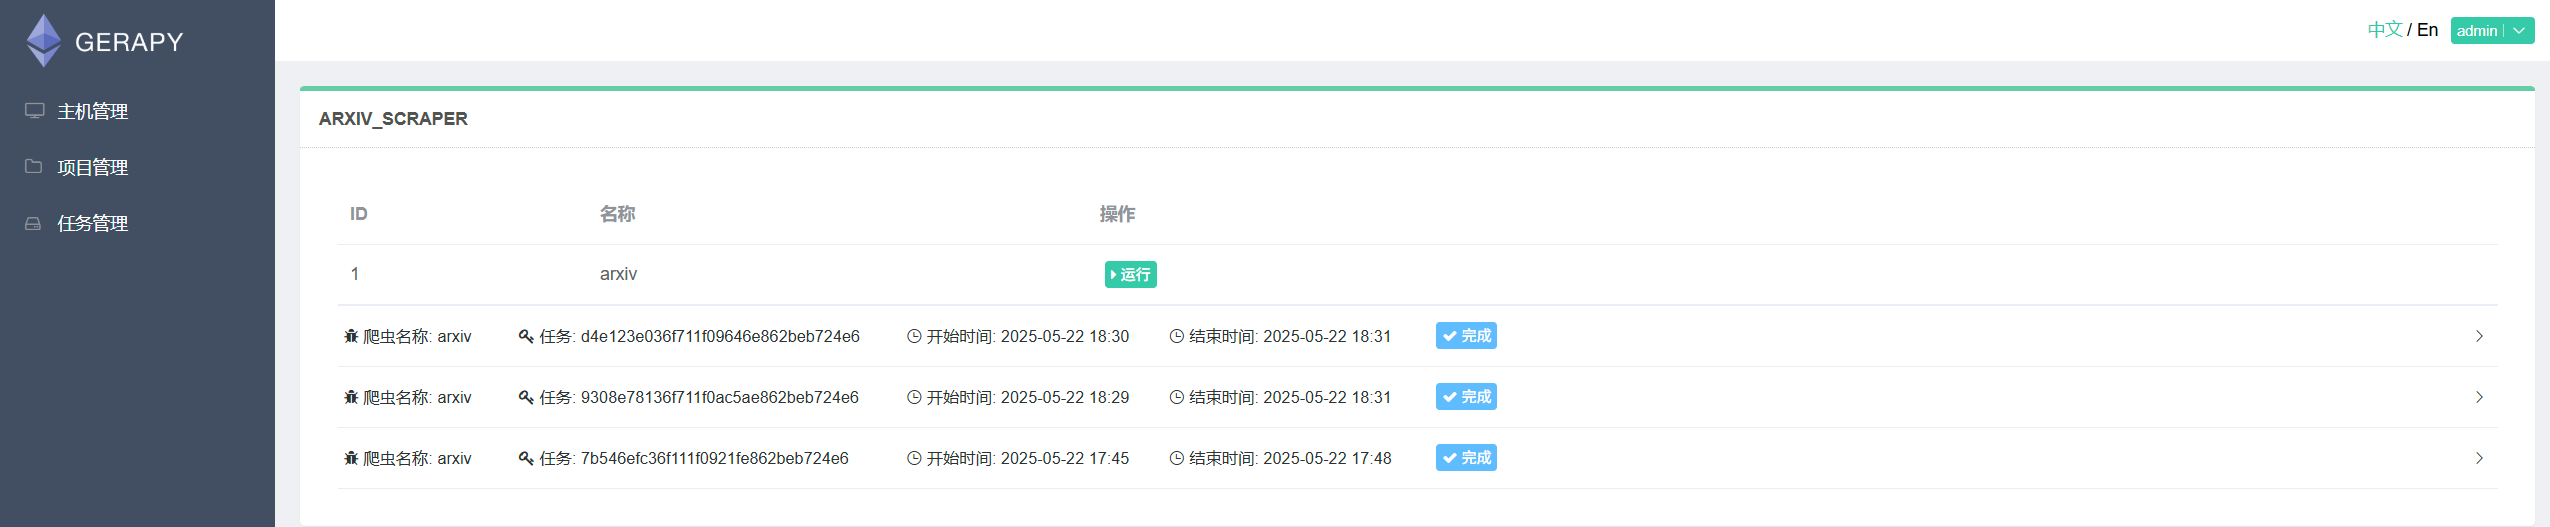 GERAPY
中文 / En admin
主机管理
项目管理
任务管理
ARXIV_SCRAPER
ID 名称 操作
1 arxiv 运行
爬虫名称: arxiv 任务: d4e123e036f711f09646e862beb724e6 开始时间: 2025-05-22 18:30 结束时间: 2025-05-22 18:31 完成
爬虫名称: arxiv 任务: 9308e78136f711f0ac5ae862beb724e6 开始时间: 2025-05-22 18:29 结束时间: 2025-05-22 18:31 完成
爬虫名称: arxiv 任务: 7b546efc36f111f0921fe862beb724e6 开始时间: 2025-05-22 17:45 结束时间: 2025-05-22 17:48 完成